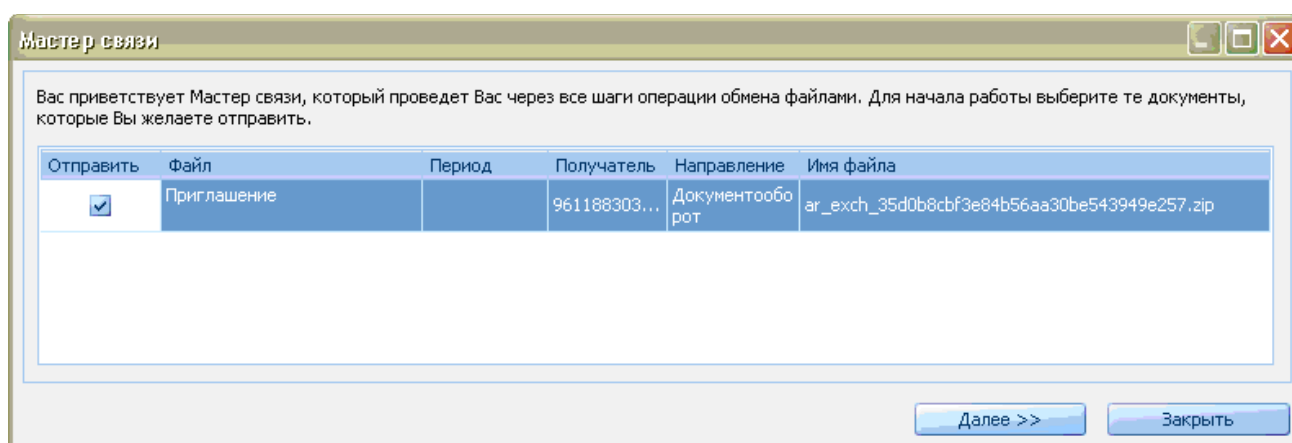 Мастер связи
Вас приветствует Мастер связи, который проведет Вас через все шаги операции обмена файлами. Для начала работы выберите те документы,
которые Вы желаете отправить.
Отправить Файл Период Получатель Направление Имя файла
Приглашение 961188303... Документообо ar_exch_35d0b8cbf3e84b56aa30be543949e257.zip
рот
Далее >> Закрыть